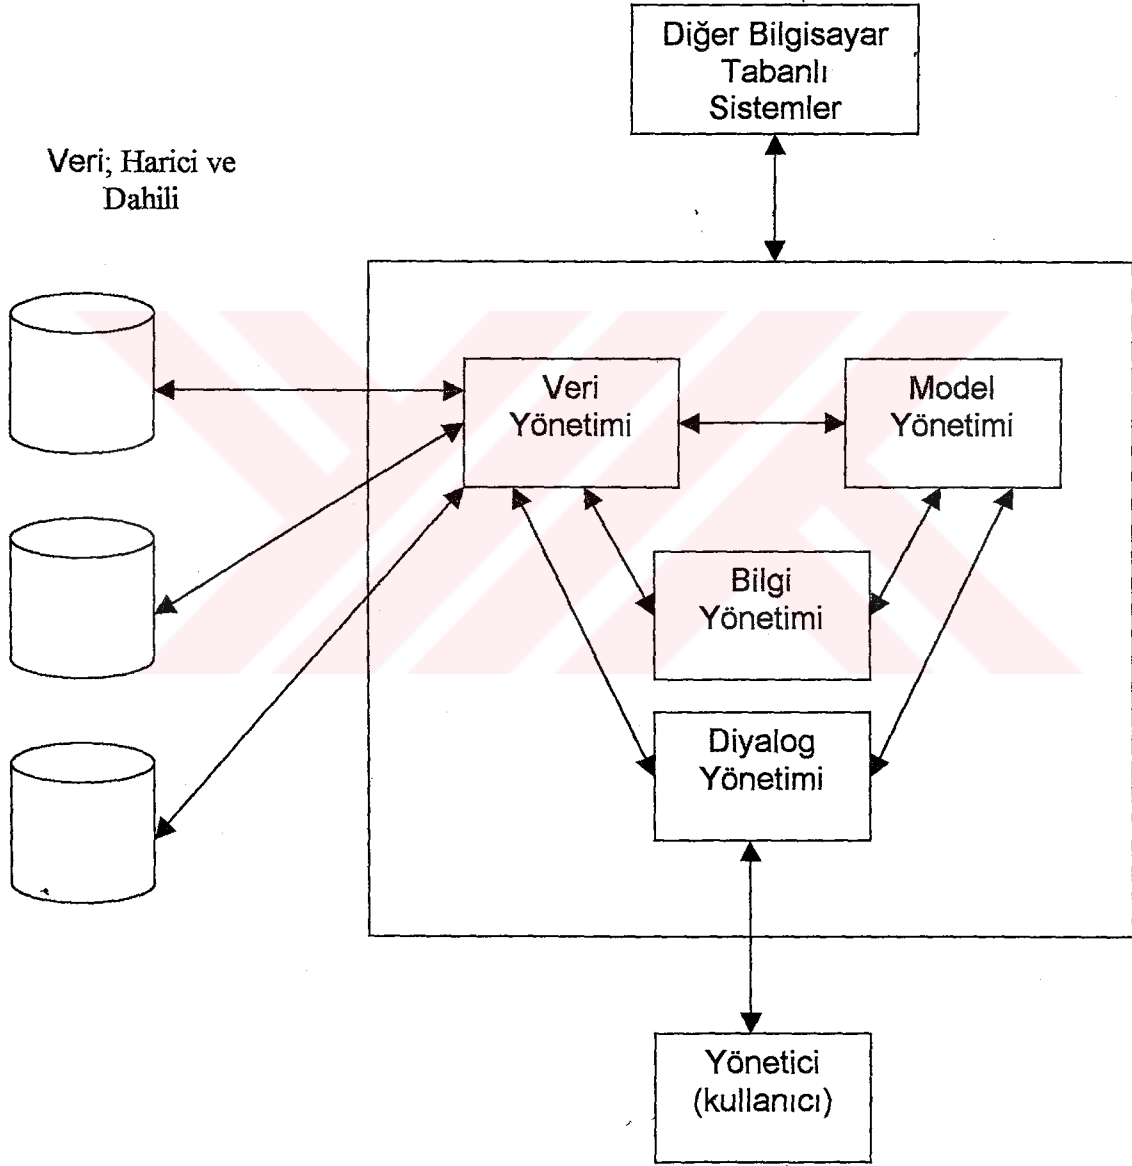 Diğer Bilgisayar
Tabanlı
Sistemler
Veri; Harici ve
Dahili
Veri
Yönetimi
Model
Yönetimi
Bilgi
Yönetimi
Diyalog
Yönetimi
Yönetici
(kullanıcı)